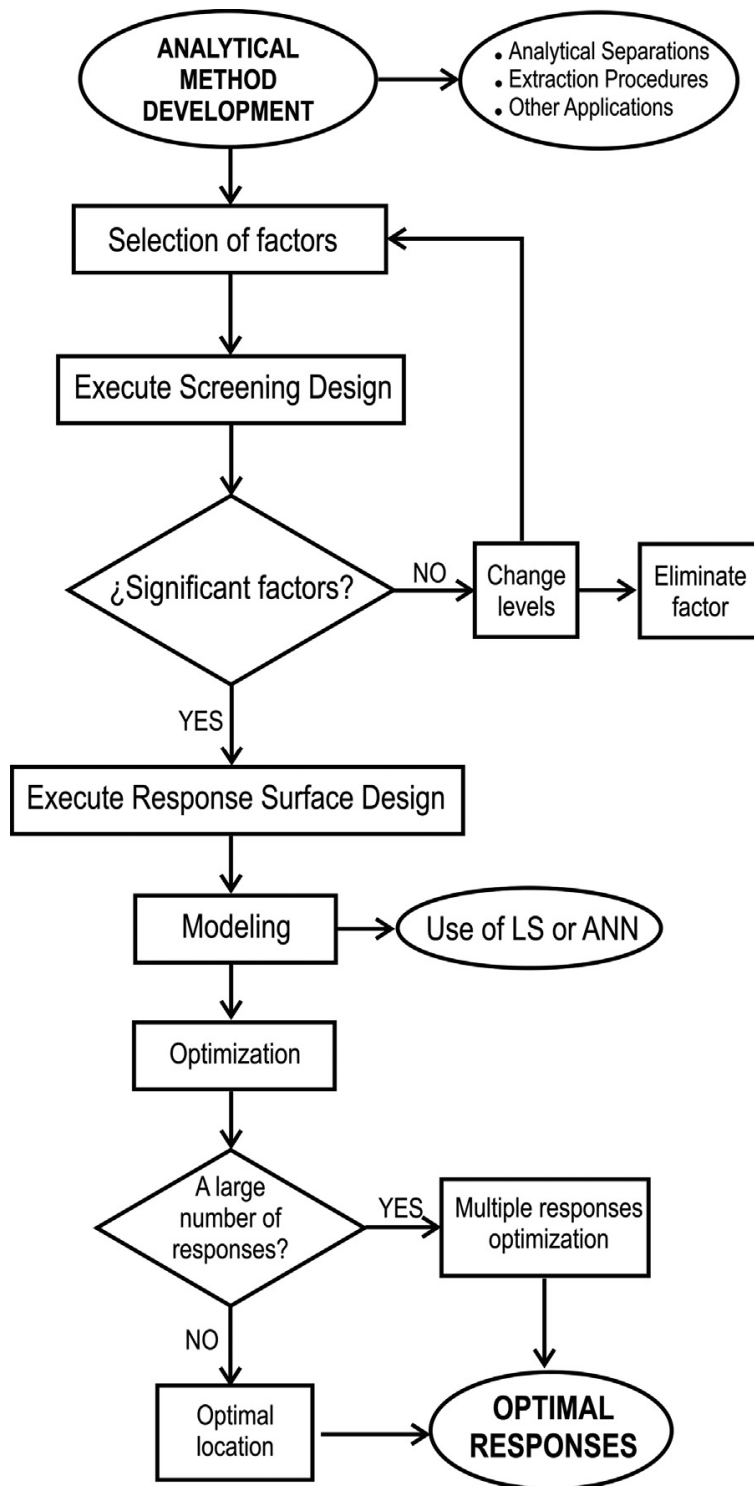 ANALYTICAL
METHOD
DEVELOPMENT
• Analytical Separations
• Extraction Procedures
• Other Applications
Selection of factors
Execute Screening Design
¿Significant factors?
NO
Change
levels
Eliminate
factor
YES
Execute Response Surface Design
Modeling
Use of LS or ANN
Optimization
A large
number of
responses?
YES
Multiple responses
optimization
NO
Optimal
location
OPTIMAL
RESPONSES